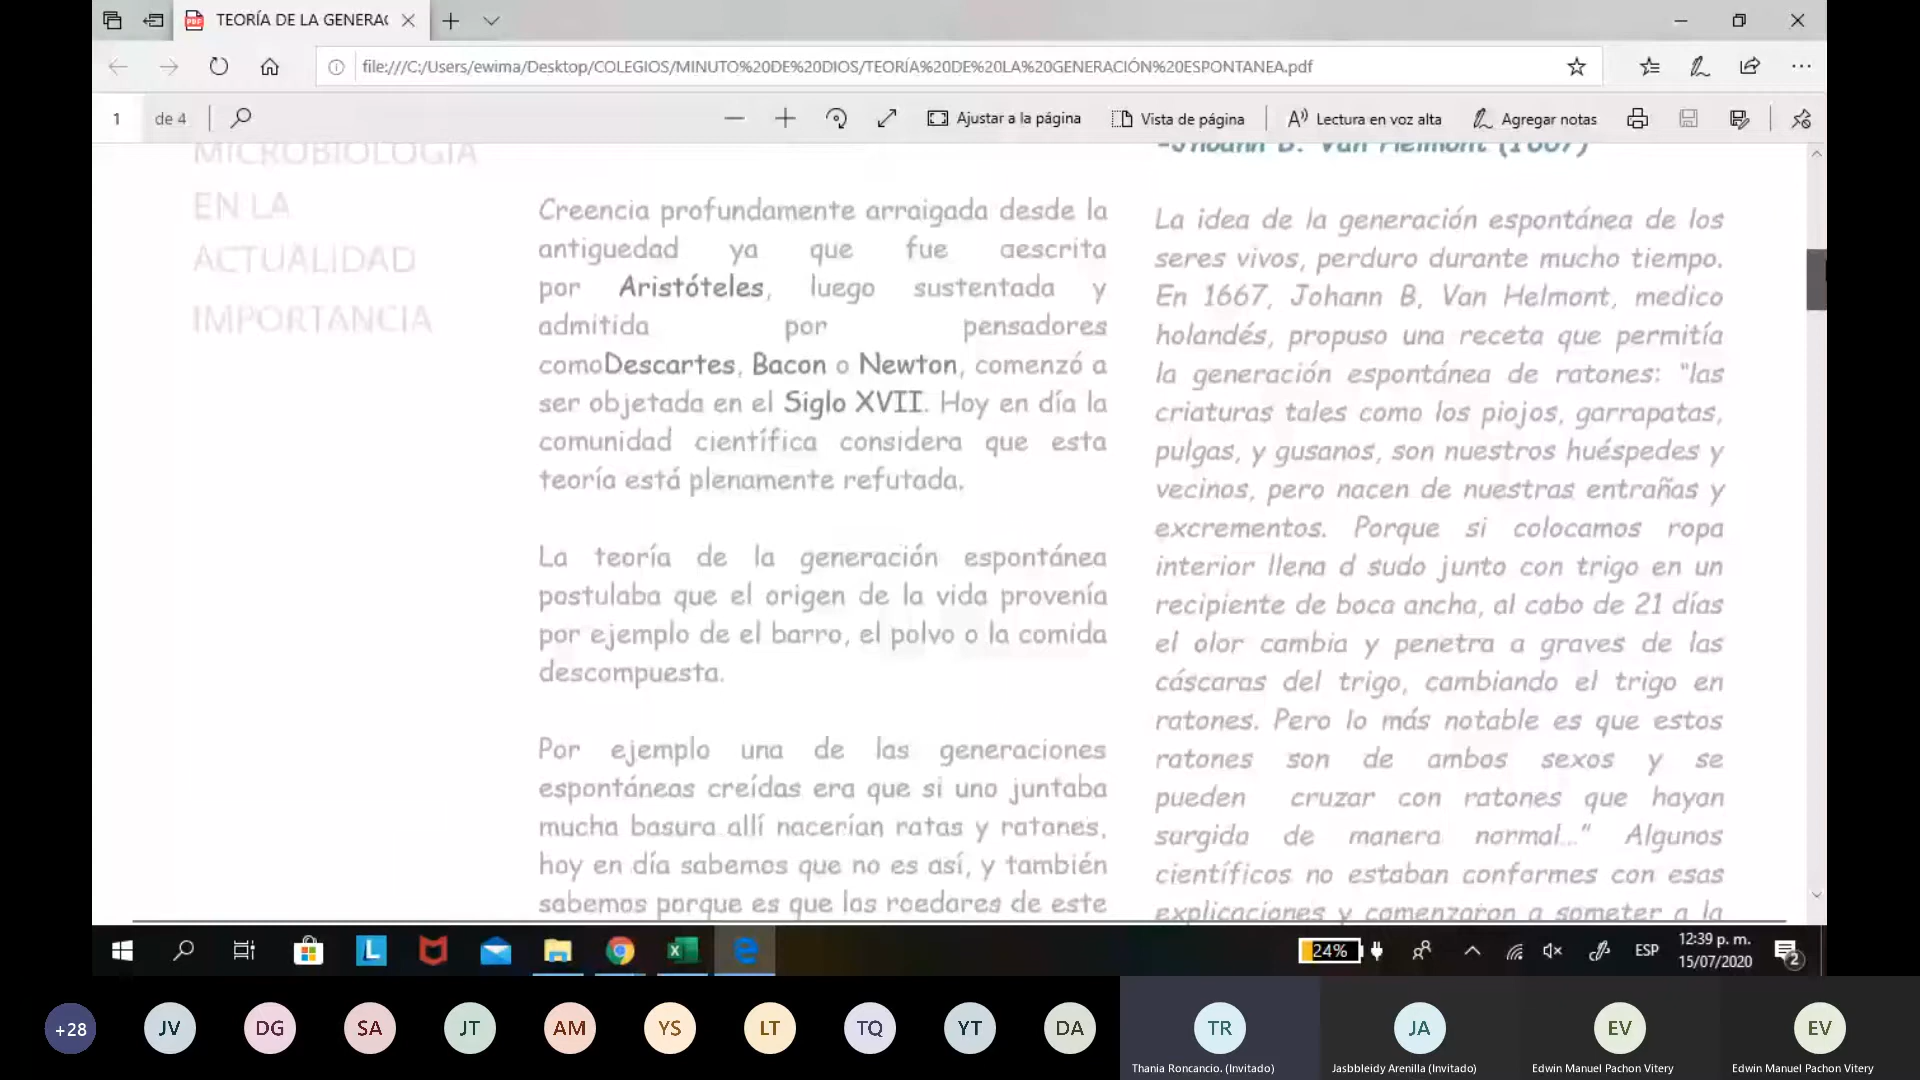 TEORÍA DE LA GENERAC
file:///C:/Users/ewima/Desktop/COLEGIOS/MINUTO%20DE%20DIOS/TEORÍA%20DE%20LA%20GENERACIÓN%20ESPONTANEA.pdf
1 de 4
Ajustar a la página
Vista de página
Lectura en voz alta
Agregar notas
MICROBIOLOGIA
EN LA
ACTUALIDAD
IMPORTANCIA
Creencia profundamente arraigada desde la
antiguedad ya que fue aescrita
por Aristóteles, luego sustentada y
admitida por pensadores
comoDescartes, Bacon o Newton, comenzó a
ser objetada en el Siglo XVII. Hoy en día la
comunidad científica considera que esta
teoría está plenamente refutada.
La teoría de la generación espontánea
postulaba que el origen de la vida provenía
por ejemplo de el barro, el polvo o la comida
descompuesta.
Por ejemplo una de las generaciones
espontáneas creídas era que si uno juntaba
mucha basura allí nacerían ratas y ratones,
hoy en día sabemos que no es así, y también
sabemos porque es que los roedores de este
-Jhoann B. Van Helmont (1667)
La idea de la generación espontánea de los
seres vivos, perduro durante mucho tiempo.
En 1667, Johann B, Van Helmont, medico
holandés, propuso una receta que permitía
la generación espontánea de ratones: "las
criaturas tales como los piojos, garrapatas,
pulgas, y gusanos, son nuestros huéspedes y
vecinos, pero nacen de nuestras entrañas y
excrementos. Porque si colocamos ropa
interior llena d sudo junto con trigo en un
recipiente de boca ancha, al cabo de 21 días
el olor cambia y penetra a graves de las
cáscaras del trigo, cambiando el trigo en
ratones. Pero lo más notable es que estos
ratones son de ambos sexos y se
pueden cruzar con ratones que hayan
surgido de manera normal..." Algunos
científicos no estaban conformes con esas
explicaciones y comenzaron a someter a la
24%
ESP
12:39 p. m.
15/07/2020
2
+28
JV
DG
SA
JT
AM
YS
LT
TQ
YT
DA
TR
JA
EV
EV
Thania Roncancio. (Invitado)
Jasbbleidy Arenilla (Invitado)
Edwin Manuel Pachon Vitery
Edwin Manuel Pachon Vitery